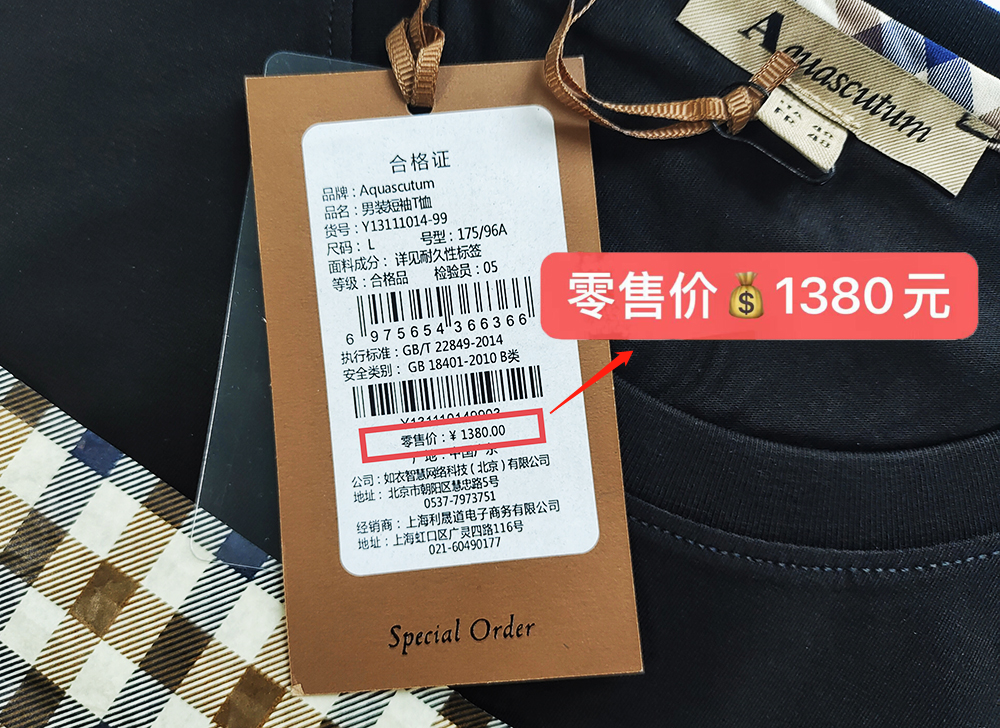 Aquascutum
合格证
品牌：Aquascutum
品名：男装短袖T恤
货号：Y13111014-99
尺码：L 号型：175/96A
面料成分：详见耐久性标签
等级：合格品 检验员：05
6 975654 366366
执行标准：GB/T 22849-2014
安全类别：GB 18401-2010 B类
零售价：¥ 1380.00
产地：中国广东
公司：如衣智慧网络科技（北京）有限公司
地址：北京市朝阳区慧忠路5号
0537-7973751
经销商：上海利晟道电子商务有限公司
地址：上海虹口区广灵四路116号
021-60490177
Special Order
零售价💰1380元